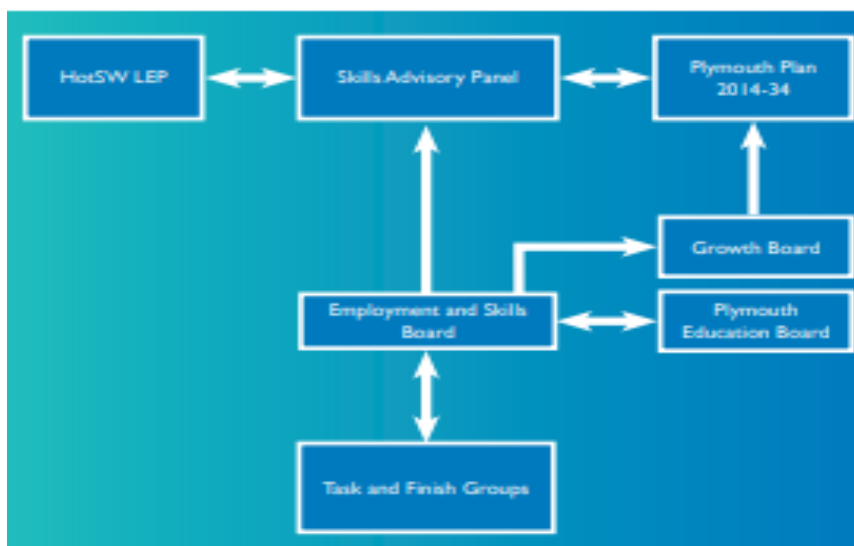 HotSW LEP
Skills Advisory Panel
Plymouth Plan
2014-34
Growth Board
Employment and Skills
Board
Plymouth
Education Board
Task and Finish Groups